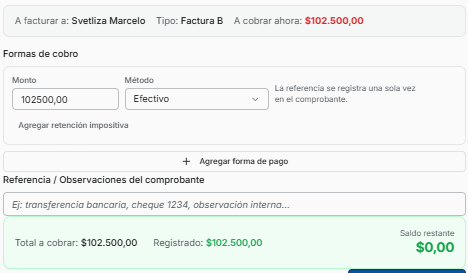 A facturar a: Svetliza Marcelo Tipo: Factura B A cobrar ahora: $102.500,00
Formas de cobro
Monto Método
102500,00 Efectivo
La referencia se registra una sola vez
en el comprobante.
Agregar retención impositiva
+ Agregar forma de pago
Referencia / Observaciones del comprobante
Ej: transferencia bancaria, cheque 1234, observación interna...
Saldo restante
Total a cobrar: $102.500,00 Registrado: $102.500,00
$0,00